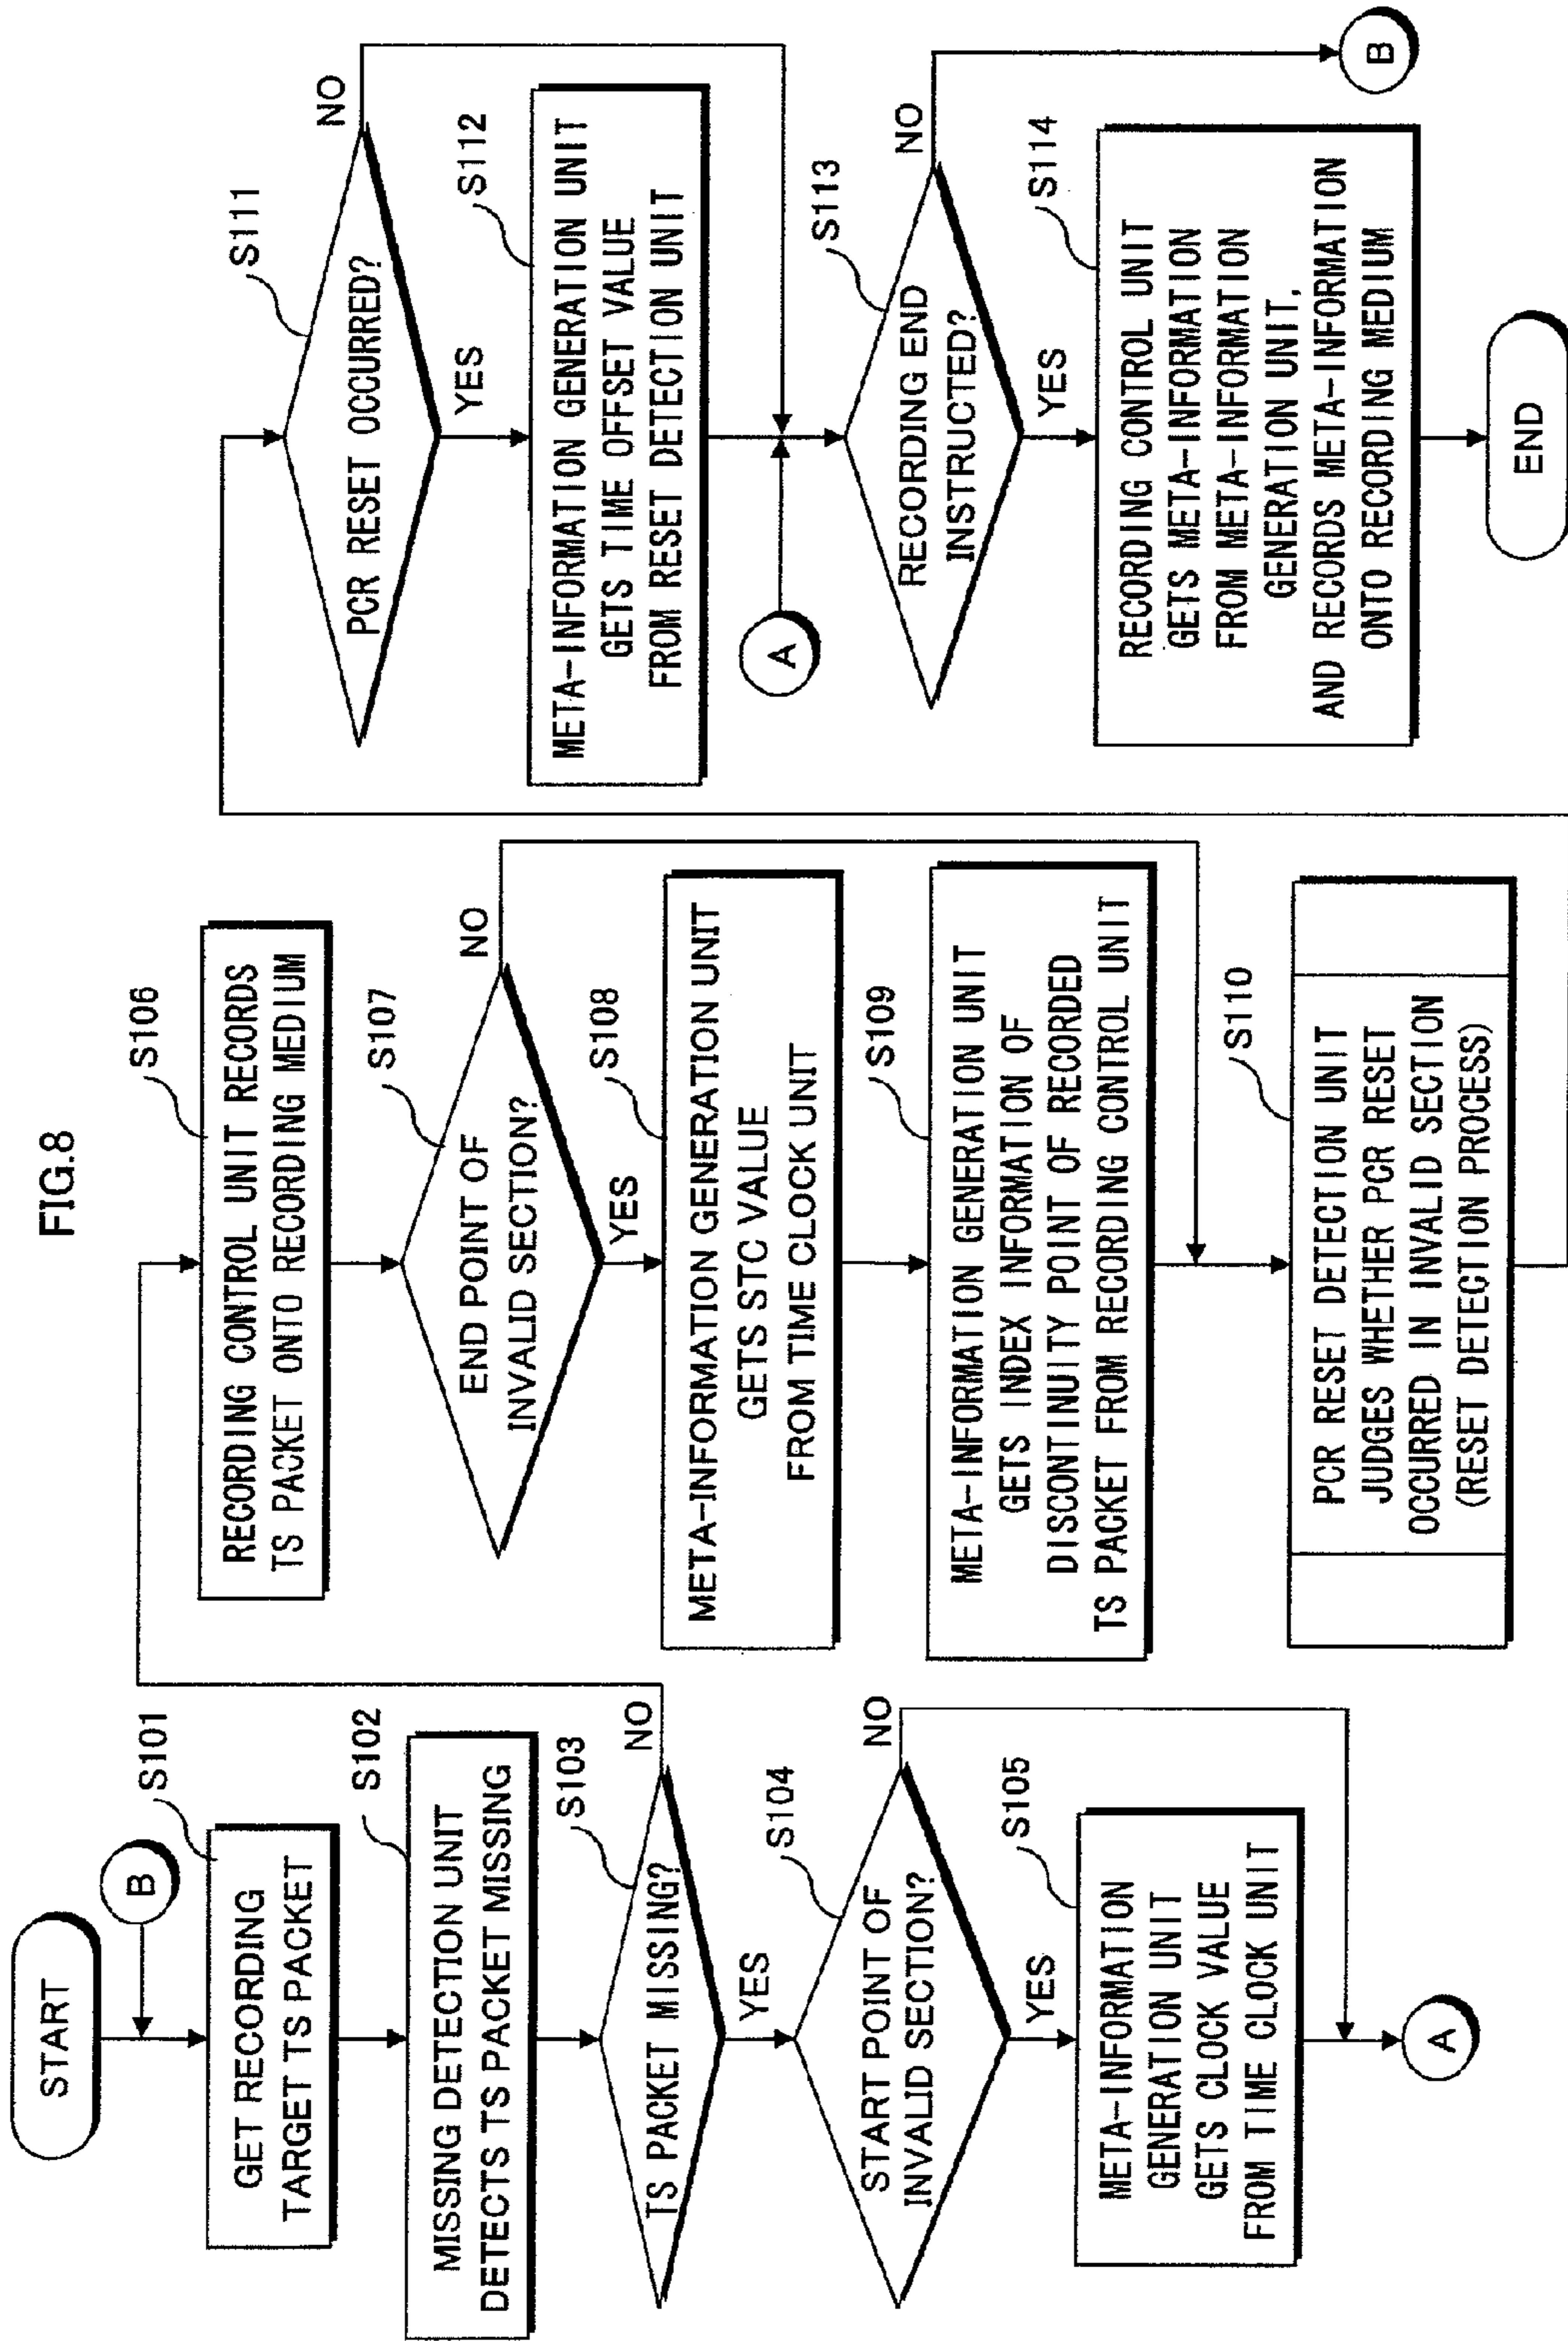 FIG.8
START
B
S101
GET RECORDING
TARGET TS PACKET
S102
MISSING DETECTION UNIT
DETECTS TS PACKET MISSING
S103
TS PACKET MISSING?
NO
YES
S104
START POINT OF
INVALID SECTION?
NO
YES
S105
META-INFORMATION
GENERATION UNIT
GETS CLOCK VALUE
FROM TIME CLOCK UNIT
A
S106
RECORDING CONTROL UNIT RECORDS
TS PACKET ONTO RECORDING MEDIUM
S107
END POINT OF
INVALID SECTION?
NO
YES
S108
META-INFORMATION GENERATION UNIT
GETS STC VALUE
FROM TIME CLOCK UNIT
S109
META-INFORMATION GENERATION UNIT
GETS INDEX INFORMATION OF
DISCONTINUITY POINT OF RECORDED
TS PACKET FROM RECORDING CONTROL UNIT
S110
PCR RESET DETECTION UNIT
JUDGES WHETHER PCR RESET
OCCURRED IN INVALID SECTION
(RESET DETECTION PROCESS)
S111
PCR RESET OCCURRED?
NO
YES
S112
META-INFORMATION GENERATION UNIT
GETS TIME OFFSET VALUE
FROM RESET DETECTION UNIT
A
S113
RECORDING END
INSTRUCTED?
NO
YES
B
S114
RECORDING CONTROL UNIT
GETS META-INFORMATION
FROM META-INFORMATION
GENERATION UNIT,
AND RECORDS META-INFORMATION
ONTO RECORDING MEDIUM
END